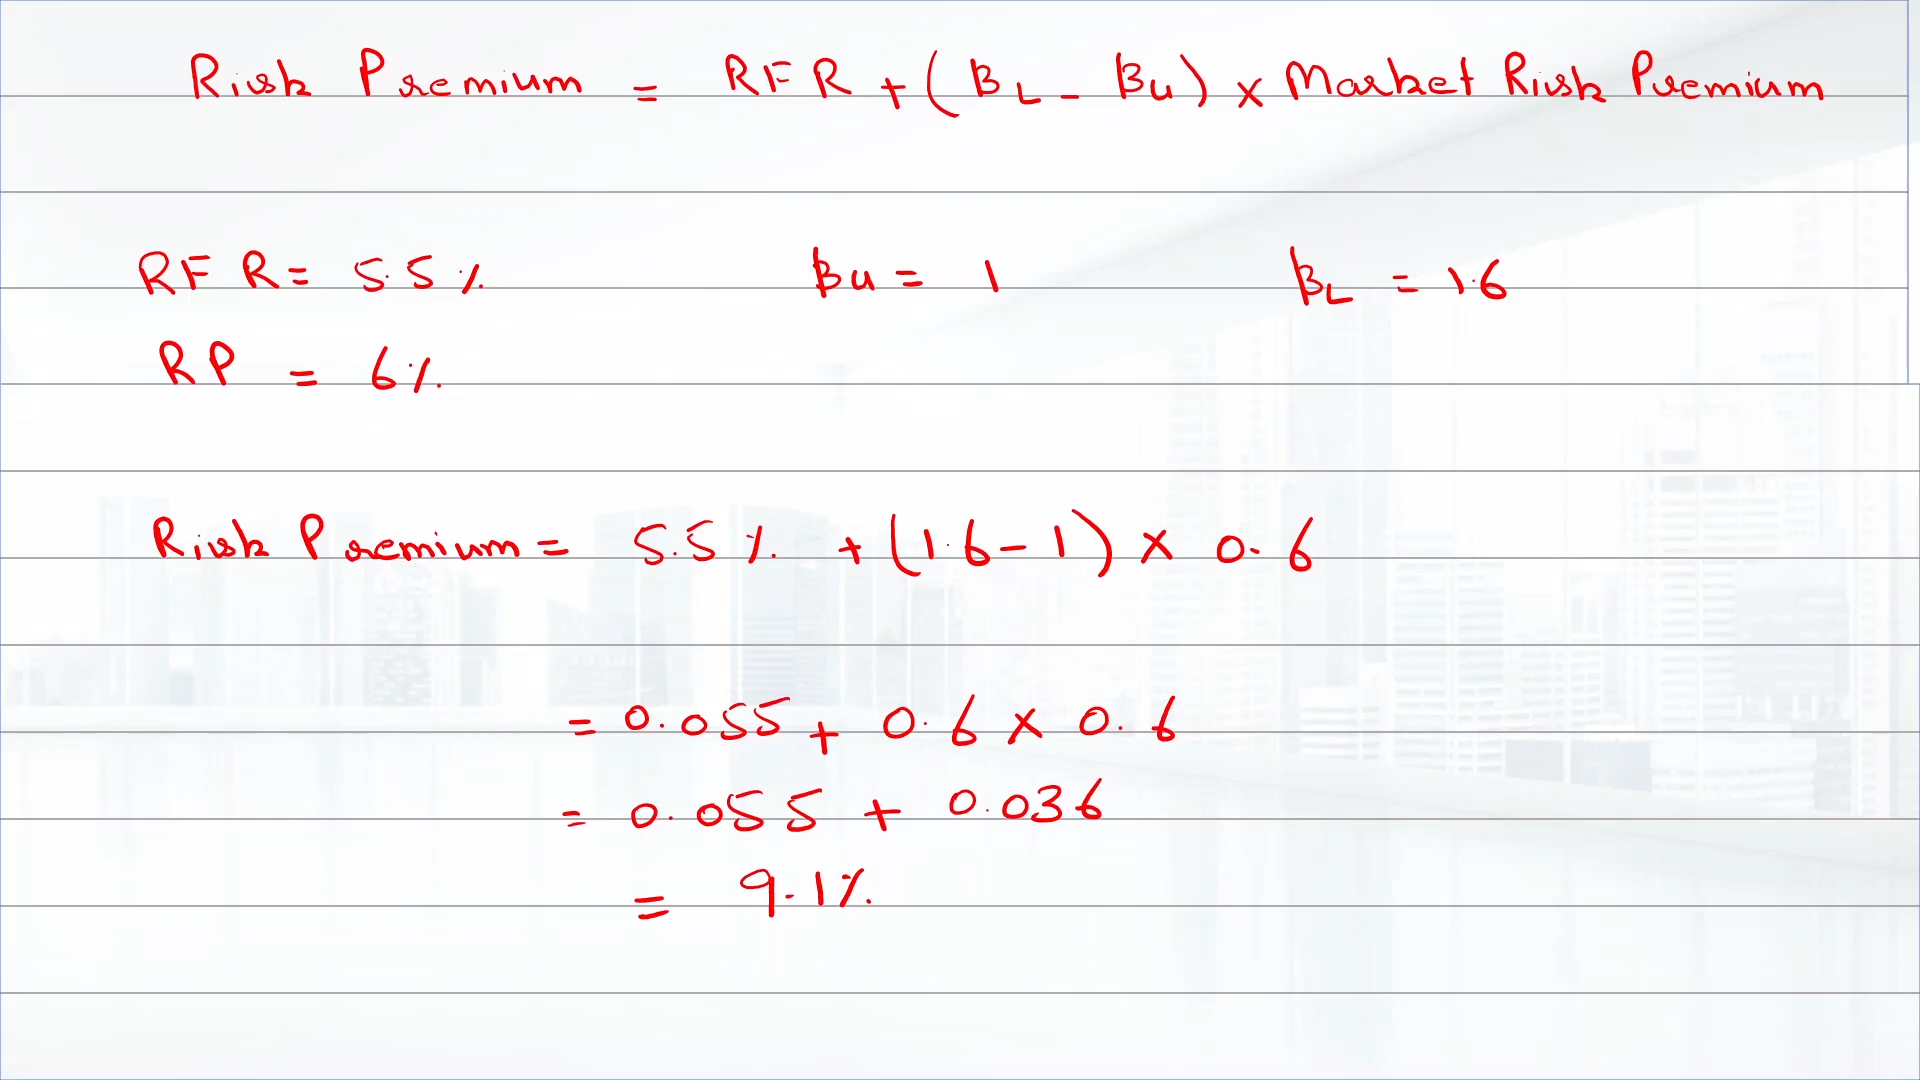 Risk Premium = RFR + (BL - Bu) x Market Risk Premium
RFR = 5.5% Bu = 1 BL = 1.6
RP = 6%
Risk Premium = 5.5% + (1.6 - 1) x 0.6
= 0.055 + 0.6 x 0.6
= 0.055 + 0.036
= 9.1%